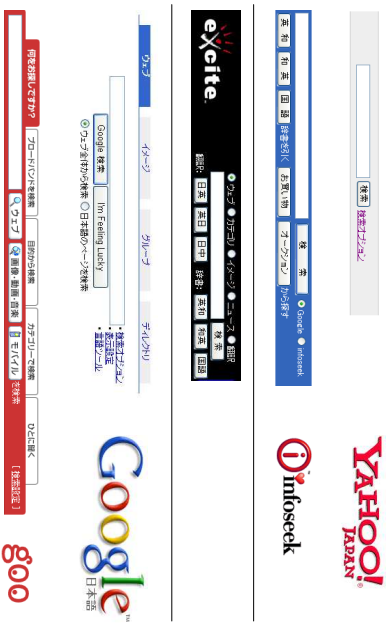 検索 検索オプション
YAHOO!
JAPAN
検索 Google infoseek
英和 和英 国語 辞書を引く お買い物 オークション から探す
infoseek
excite.
ウェブ カテゴリ イメージ ニュース 翻訳
検索
翻訳: 日英 英日 日中 辞書: 英和 和英 国語
ウェブ イメージ グループ ディレクトリ
・検索オプション
・表示設定
・言語ツール
Google 検索 I'm Feeling Lucky
ウェブ全体から検索 日本語のページを検索
Google™
日本語
何をお探しですか? ブロードバンドを検索 目的から検索 カテゴリーで検索 ひとに聞く
ウェブ 画像・動画・音楽 モバイル を検索 [検索設定]
goo